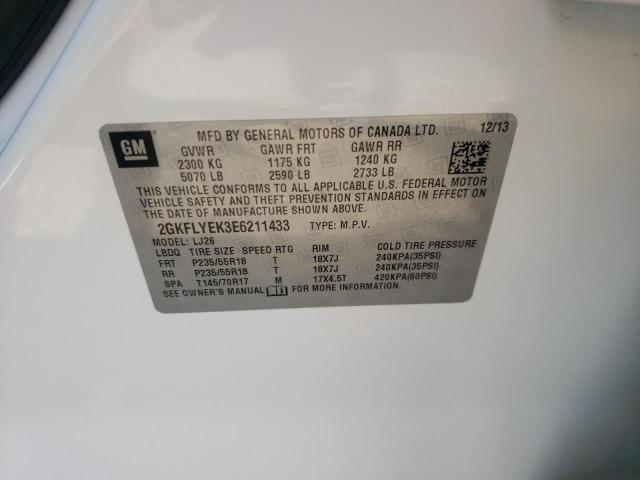 GM
MFD BY GENERAL MOTORS OF CANADA LTD. 12/13
GVWR GAWR FRT GAWR RR
2300 KG 1175 KG 1240 KG
5070 LB 2590 LB 2733 LB
THIS VEHICLE CONFORMS TO ALL APPLICABLE U.S. FEDERAL MOTOR
VEHICLE SAFETY AND THEFT PREVENTION STANDARDS IN EFFECT ON
THE DATE OF MANUFACTURE SHOWN ABOVE.
2GKFLYEK3E6211433 TYPE: M.P.V.
MODEL: LJ26
LBDQ TIRE SIZE SPEED RTG RIM COLD TIRE PRESSURE
FRT P235/55R18 T 18X7J 240KPA(35PSI)
RR P235/55R18 T 18X7J 240KPA(35PSI)
SPA T145/70R17 M 17X4.5T 420KPA(60PSI)
SEE OWNER'S MANUAL FOR MORE INFORMATION.